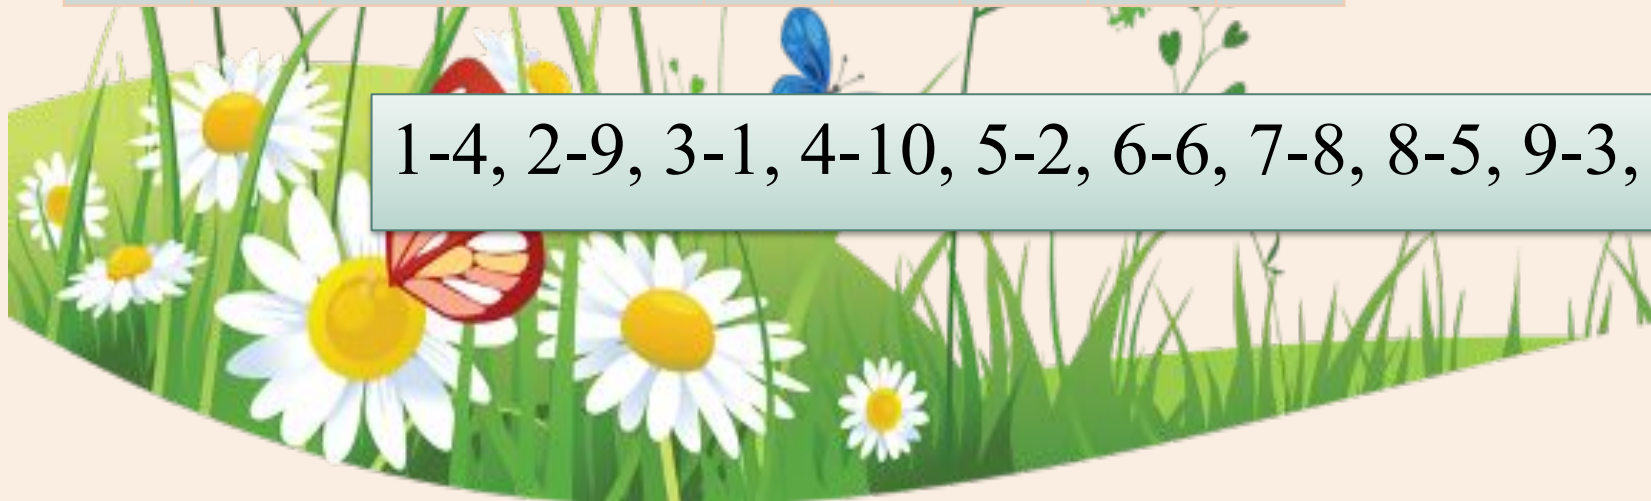 1-4, 2-9, 3-1, 4-10, 5-2, 6-6, 7-8, 8-5, 9-3,